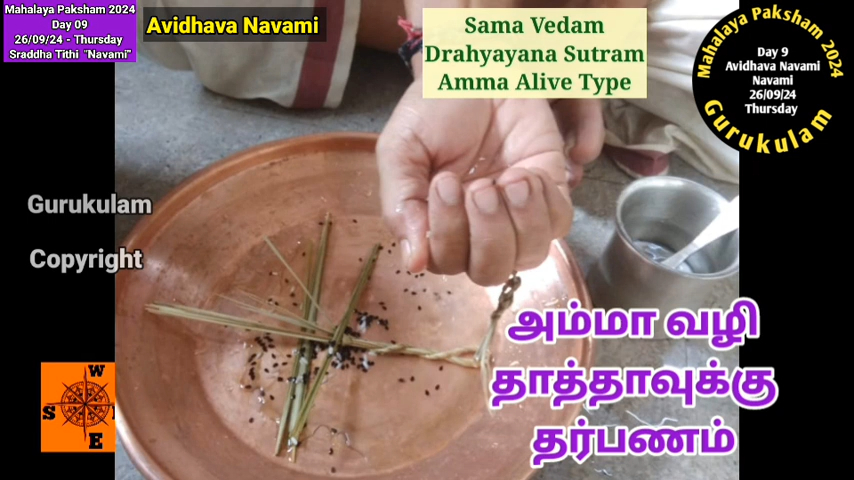 Mahalaya Paksham 2024
Day 09
26/09/24 - Thursday
Sraddha Tithi "Navami"
Avidhava Navami
Sama Vedam
Drahyayana Sutram
Amma Alive Type
Mahalaya Paksham 2024
Day 9
Avidhava Navami
Navami
26/09/24
Thursday
Gurukulam
Gurukulam
Copyright
W
S
E
அம்மா வழி
தாத்தாவுக்கு
தர்பணம்